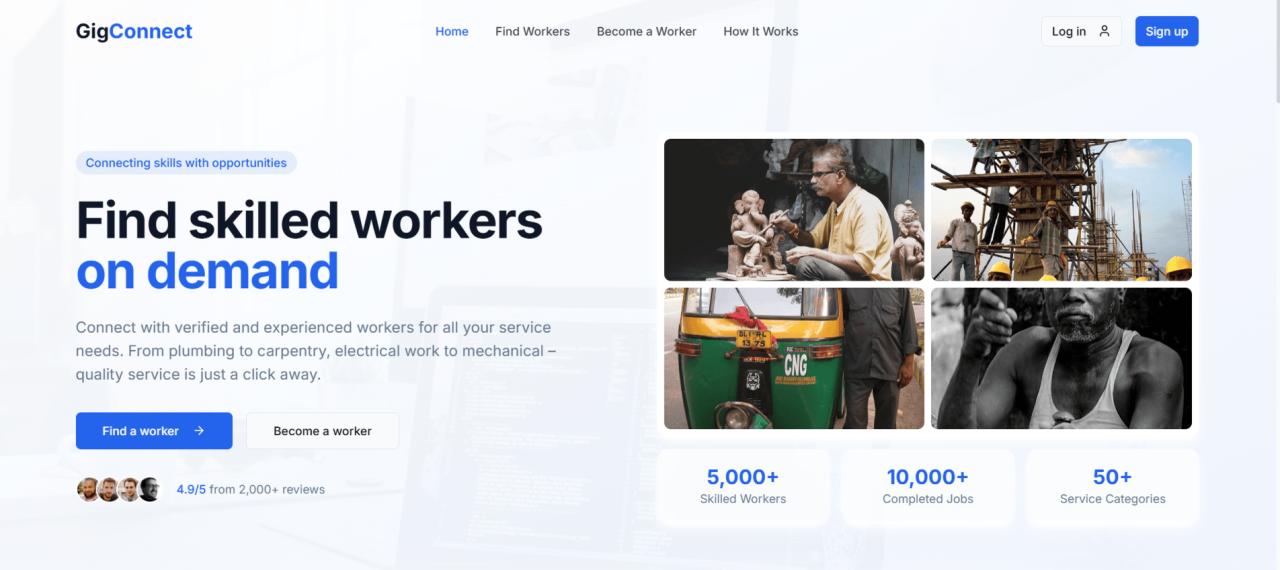 GigConnect
Home
Find Workers
Become a Worker
How It Works
Log in
Sign up
Connecting skills with opportunities
Find skilled workers
on demand
Connect with verified and experienced workers for all your service
needs. From plumbing to carpentry, electrical work to mechanical –
quality service is just a click away.
Find a worker →
Become a worker
4.9/5 from 2,000+ reviews
CNG
5,000+
Skilled Workers
10,000+
Completed Jobs
50+
Service Categories